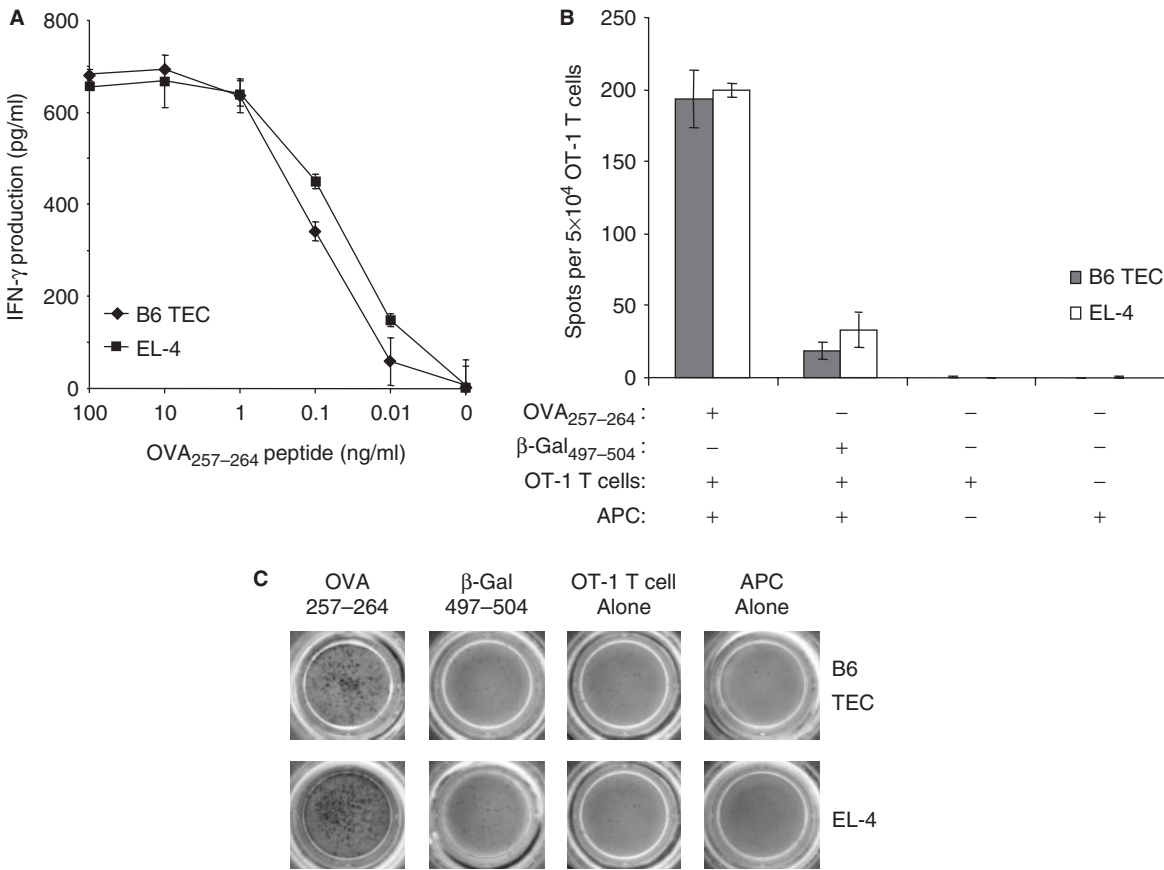 A
800
600
400
200
0
IFN-γ production (pg/ml)
B6 TEC
EL-4
100 10 1 0.1 0.01 0
OVA257–264 peptide (ng/ml)
B
250
200
150
100
50
0
Spots per 5×10⁴ OT-1 T cells
B6 TEC
EL-4
OVA257–264 : + – – –
β-Gal497–504 : – + – –
OT-1 T cells: + + + –
APC: + + – +
C
OVA 257–264
β-Gal 497–504
OT-1 T cell Alone
APC Alone
B6
TEC
EL-4